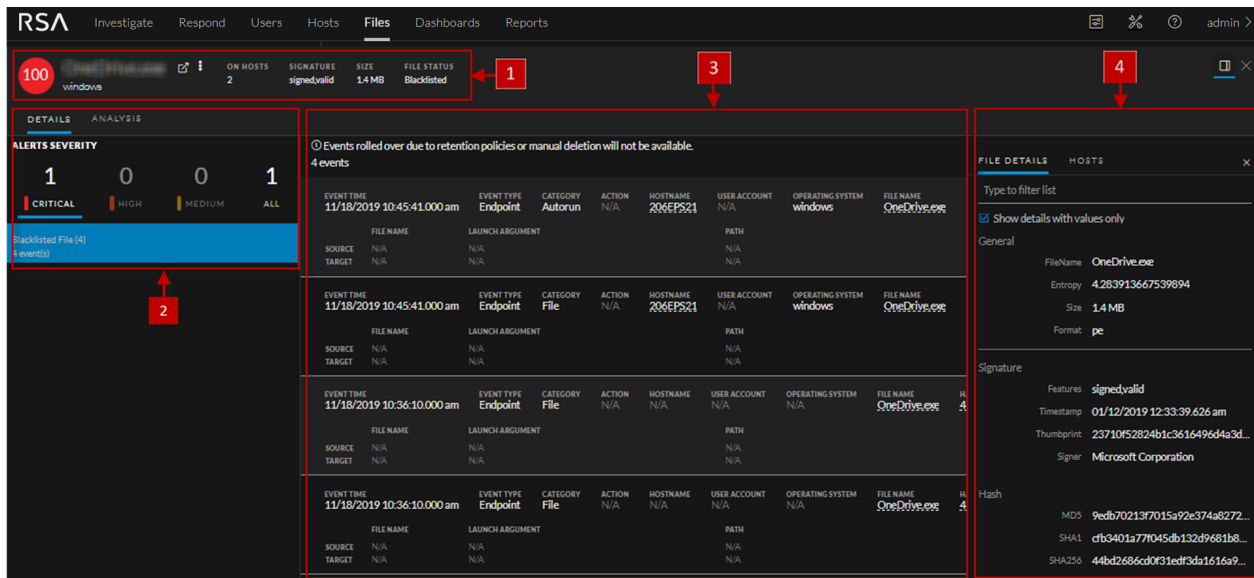 RSA Investigate Respond Users Hosts Files Dashboards Reports admin >
100
windows
ON HOSTS SIGNATURE SIZE FILE STATUS
2 signed,valid 1.4 MB Blacklisted
1
3
4
DETAILS ANALYSIS
ALERTS SEVERITY
1 0 0 1
CRITICAL HIGH MEDIUM ALL
Blacklisted File (4)
4 event(s)
2
Events rolled over due to retention policies or manual deletion will not be available.
4 events
EVENT TIME EVENT TYPE CATEGORY ACTION HOSTNAME USER ACCOUNT OPERATING SYSTEM FILE NAME
11/18/2019 10:45:41.000 am Endpoint Autorun N/A 206EPS21 N/A windows OneDrive.exe
FILE NAME LAUNCH ARGUMENT PATH
SOURCE N/A N/A N/A
TARGET N/A N/A N/A
EVENT TIME EVENT TYPE CATEGORY ACTION HOSTNAME USER ACCOUNT OPERATING SYSTEM FILE NAME
11/18/2019 10:45:41.000 am Endpoint File N/A 206EPS21 N/A windows OneDrive.exe
FILE NAME LAUNCH ARGUMENT PATH
SOURCE N/A N/A N/A
TARGET N/A N/A N/A
EVENT TIME EVENT TYPE CATEGORY ACTION HOSTNAME USER ACCOUNT OPERATING SYSTEM FILE NAME
11/18/2019 10:36:10.000 am Endpoint File N/A N/A N/A N/A OneDrive.exe 4
FILE NAME LAUNCH ARGUMENT PATH
SOURCE N/A N/A N/A
TARGET N/A N/A N/A
EVENT TIME EVENT TYPE CATEGORY ACTION HOSTNAME USER ACCOUNT OPERATING SYSTEM FILE NAME
11/18/2019 10:36:10.000 am Endpoint File N/A N/A N/A N/A OneDrive.exe 4
FILE NAME LAUNCH ARGUMENT PATH
SOURCE N/A N/A N/A
TARGET N/A N/A N/A
FILE DETAILS HOSTS
Type to filter list
Show details with values only
General
FileName OneDrive.exe
Entropy 4.283913667539894
Size 1.4 MB
Format pe
Signature
Features signed,valid
Timestamp 01/12/2019 12:33:39.626 am
Thumbprint 23710f52824b1c3616496d4a3d...
Signer Microsoft Corporation
Hash
MD5 9edb70213f7015a92e374a8272...
SHA1 cfb3401a77f045db132d9681b8...
SHA256 44bd2686cd0f31edf3da1616a9...